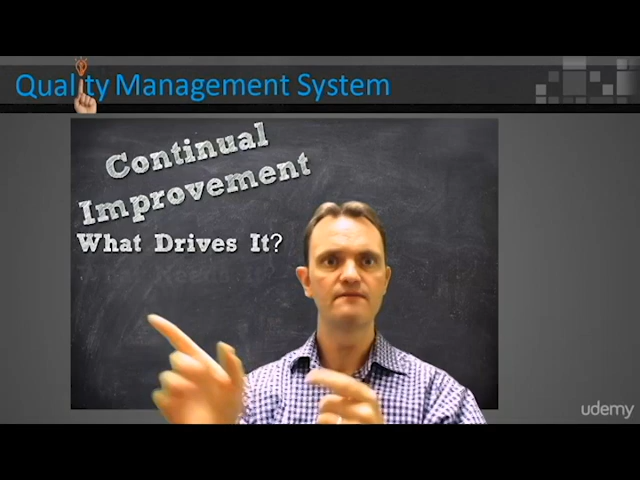 Quality Management System
Continual
Improvement
What Drives It?
udemy